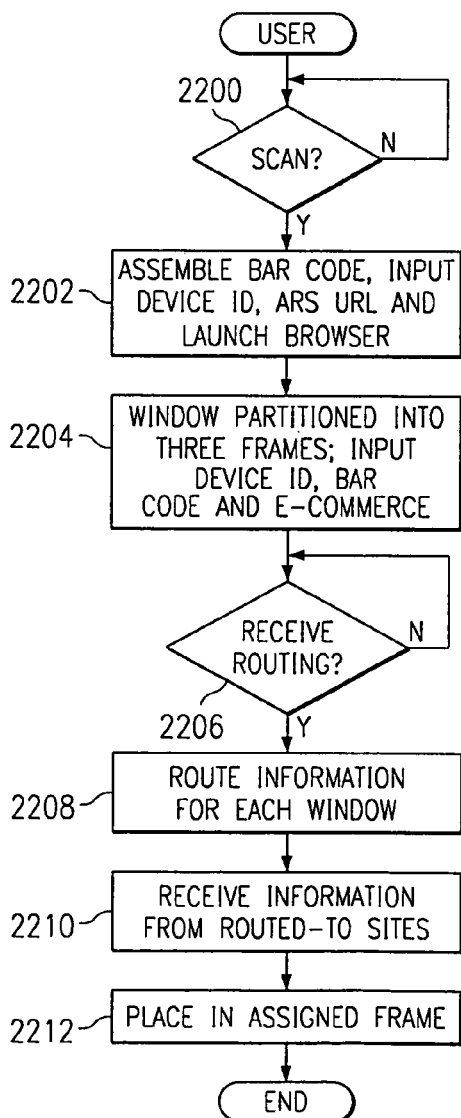 USER
2200
SCAN?
N
Y
2202
ASSEMBLE BAR CODE, INPUT
DEVICE ID, ARS URL AND
LAUNCH BROWSER
2204
WINDOW PARTITIONED INTO
THREE FRAMES; INPUT
DEVICE ID, BAR
CODE AND E-COMMERCE
RECEIVE
ROUTING?
N
2206
Y
2208
ROUTE INFORMATION
FOR EACH WINDOW
2210
RECEIVE INFORMATION
FROM ROUTED-TO SITES
2212
PLACE IN ASSIGNED FRAME
END